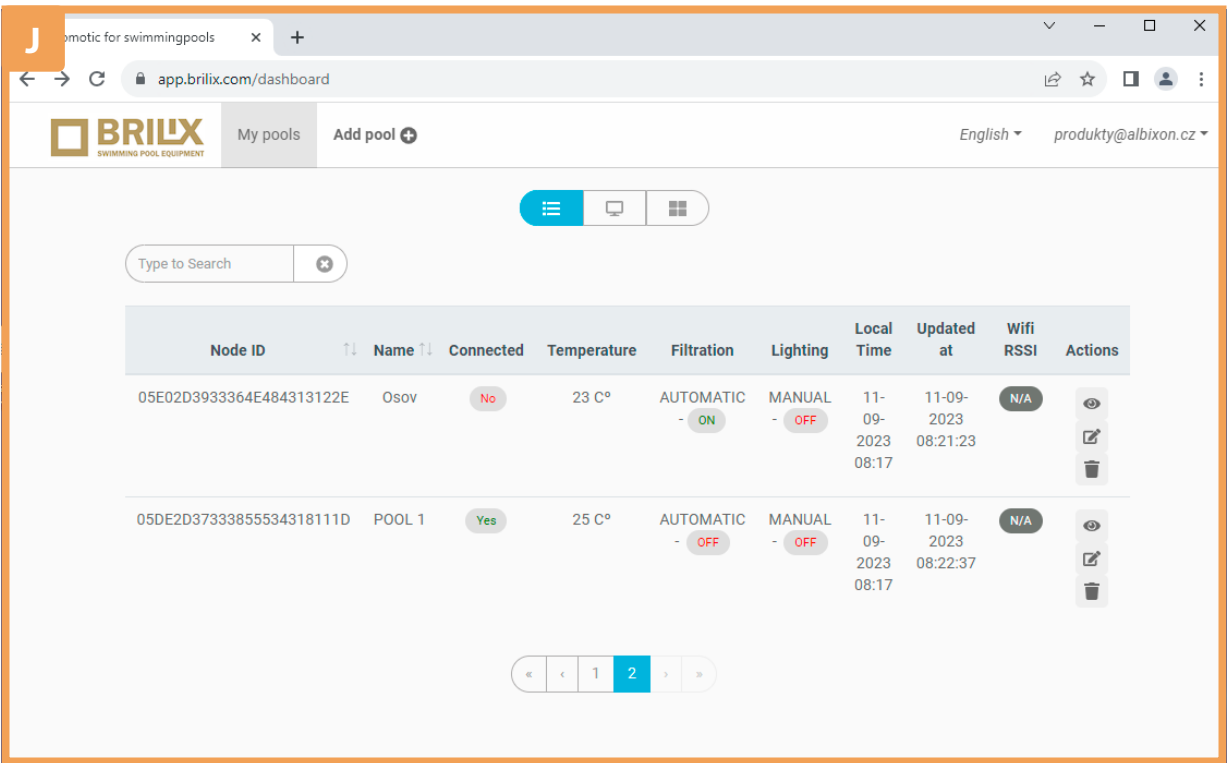 J
omotic for swimmingpools
app.brilix.com/dashboard
BRILIX
SWIMMING POOL EQUIPMENT
My pools
Add pool
English
produkty@albixon.cz
Type to Search
Node ID Name Connected Temperature Filtration Lighting Local Time Updated at Wifi RSSI Actions
05E02D3933364E484313122E Osov No 23 Cº AUTOMATIC MANUAL 11- 11-09- N/A
- ON - OFF 09- 2023
2023 08:21:23
08:17
05DE2D37333855534318111D POOL 1 Yes 25 Cº AUTOMATIC MANUAL 11- 11-09- N/A
- OFF - OFF 09- 2023
2023 08:22:37
08:17
« ‹ 1 2 › »